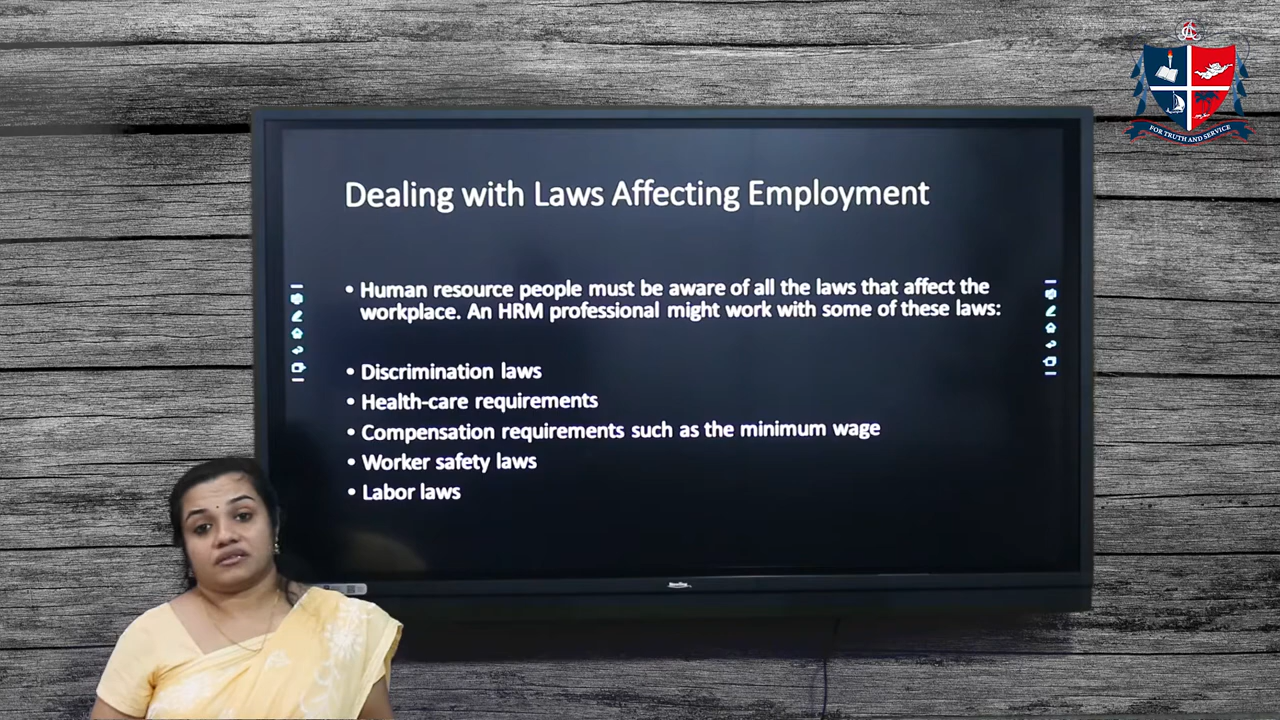 FOR TRUTH AND SERVICE
Dealing with Laws Affecting Employment
• Human resource people must be aware of all the laws that affect the
workplace. An HRM professional might work with some of these laws:
• Discrimination laws
• Health-care requirements
• Compensation requirements such as the minimum wage
• Worker safety laws
• Labor laws